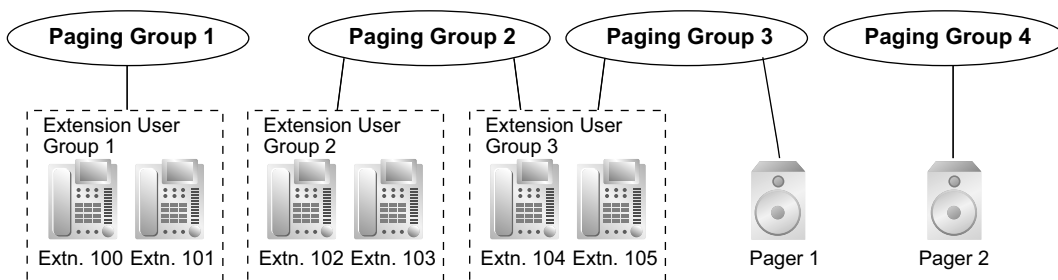 Paging Group 1
Paging Group 2
Paging Group 3
Paging Group 4
Extension User
Group 1
Extension User
Group 2
Extension User
Group 3
Extn. 100
Extn. 101
Extn. 102
Extn. 103
Extn. 104
Extn. 105
Pager 1
Pager 2